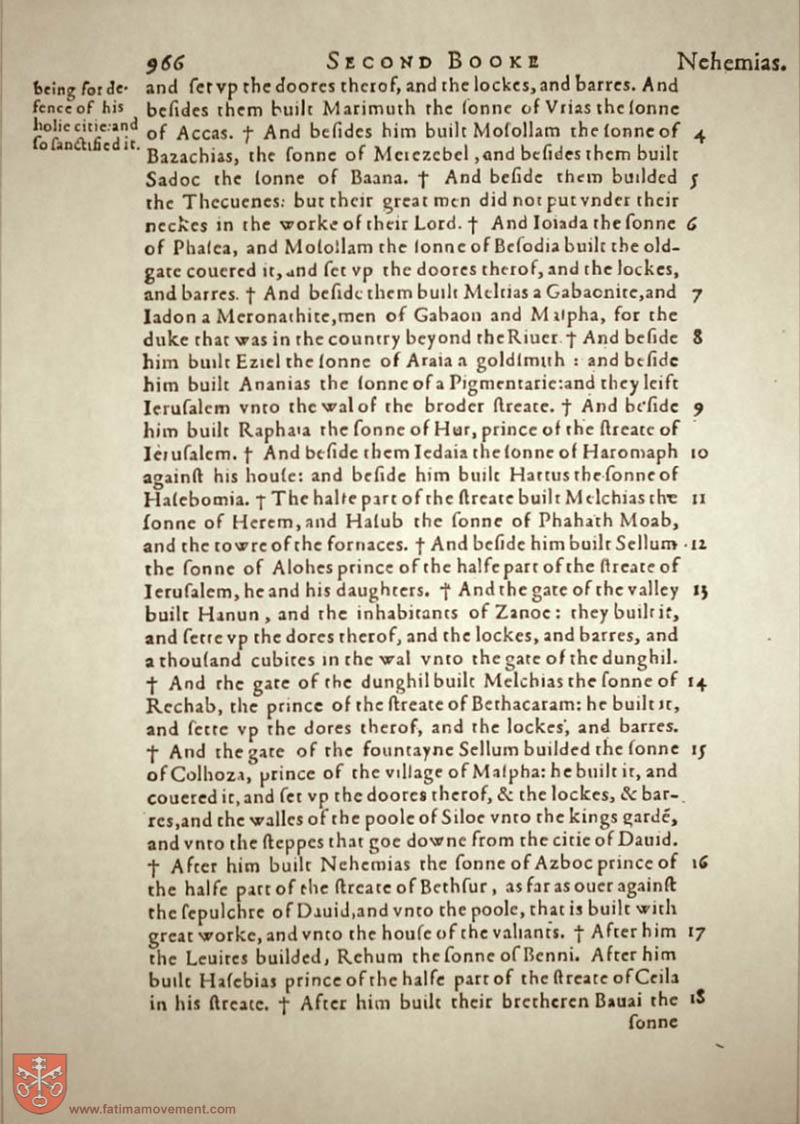 966 SECOND BOOKE Nehemias.
being for de-
fence of his
holie citie: and
so sanctified it.
and ſet vp the doores therof, and the lockes, and barres. And
beſides them built Marimuth the ſonne of Vrias the ſonne
of Accas. † And beſides him built Moſollam the ſonne of 4
Barachias, the ſonne of Meſezebel, and beſides them built
Sadoc the ſonne of Baana. † And beſide them builded 5
the Thecuenes: but their great men did not put vnder their
neckes in the worke of their Lord. † And Ioiada the ſonne 6
of Phaſea, and Moſollam the ſonne of Beſodia built the old-
gate couered it, and ſet vp the doores therof, and the lockes,
and barres. † And beſide them built Meltias a Gabaonite, and 7
Iadon a Meronathite, men of Gabaon and Maſpha, for the
duke that was in the country beyond the Riuer. † And beſide 8
him built Eziel the ſonne of Araia a goldſmith : and beſide
him built Ananias the ſonne of a Pigmentarie: and they leift
Ieruſalem vnto the wal of the broder ſtreate. † And beſide 9
him built Raphaia the ſonne of Hur, prince of the ſtreate of
Ieruſalem. † And beſide them Iedaia the ſonne of Haromaph 10
againſt his houſe: and beſide him built Hattus the ſonne of
Haſebomia. † The halfe part of the ſtreate built Melchias the 11
ſonne of Herem, and Haſub the ſonne of Phahath Moab,
and the towre of the fornaces. † And beſide him built Sellum 12
the ſonne of Alohes prince of the halfe part of the ſtreate of
Ieruſalem, he and his daughters. † And the gate of the valley 13
built Hanun, and the inhabitants of Zanoe: they built it,
and ſette vp the dores therof, and the lockes, and barres, and
a thouſand cubites in the wal vnto the gate of the dunghil.
† And the gate of the dunghil built Melchias the ſonne of 14
Rechab, the prince of the ſtreate of Bethacaram: he built it,
and ſette vp the dores therof, and the lockes, and barres.
† And the gate of the fountayne Sellum builded the ſonne 15
of Colhoza, prince of the village of Maſpha: he built it, and
couered it, and ſet vp the doores therof, & the lockes, & bar-
res, and the walles of the poole of Siloe vnto the kings gardē,
and vnto the ſteppes that goe downe from the citie of Dauid.
† After him built Nehemias the ſonne of Azboc prince of 16
the halfe part of the ſtreate of Bethſur, as far as ouer againſt
the ſepulchre of Dauid, and vnto the poole, that is built with
great worke, and vnto the houſe of the valiants. † After him 17
the Leuites builded, Rehum the ſonne of Benni. After him
built Haſebias prince of the halfe part of the ſtreate of Ceila
in his ſtreate. † After him built their bretheren Bauai the 18
ſonne
www.fatimamovement.com